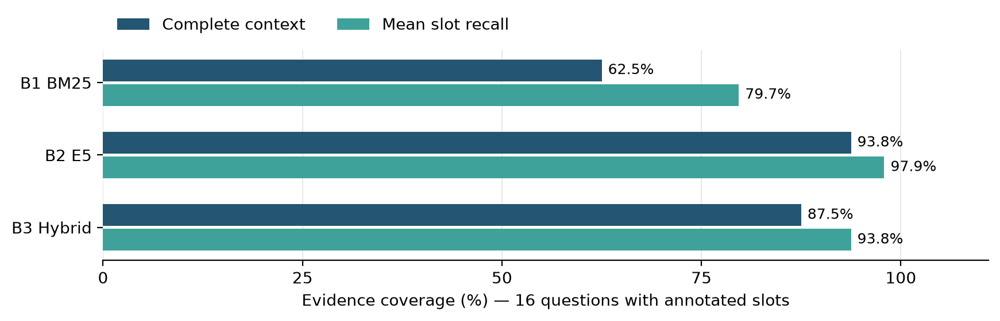 Complete context Mean slot recall
B1 BM25
62.5%
79.7%
B2 E5
93.8%
97.9%
B3 Hybrid
87.5%
93.8%
0 25 50 75 100
Evidence coverage (%) — 16 questions with annotated slots